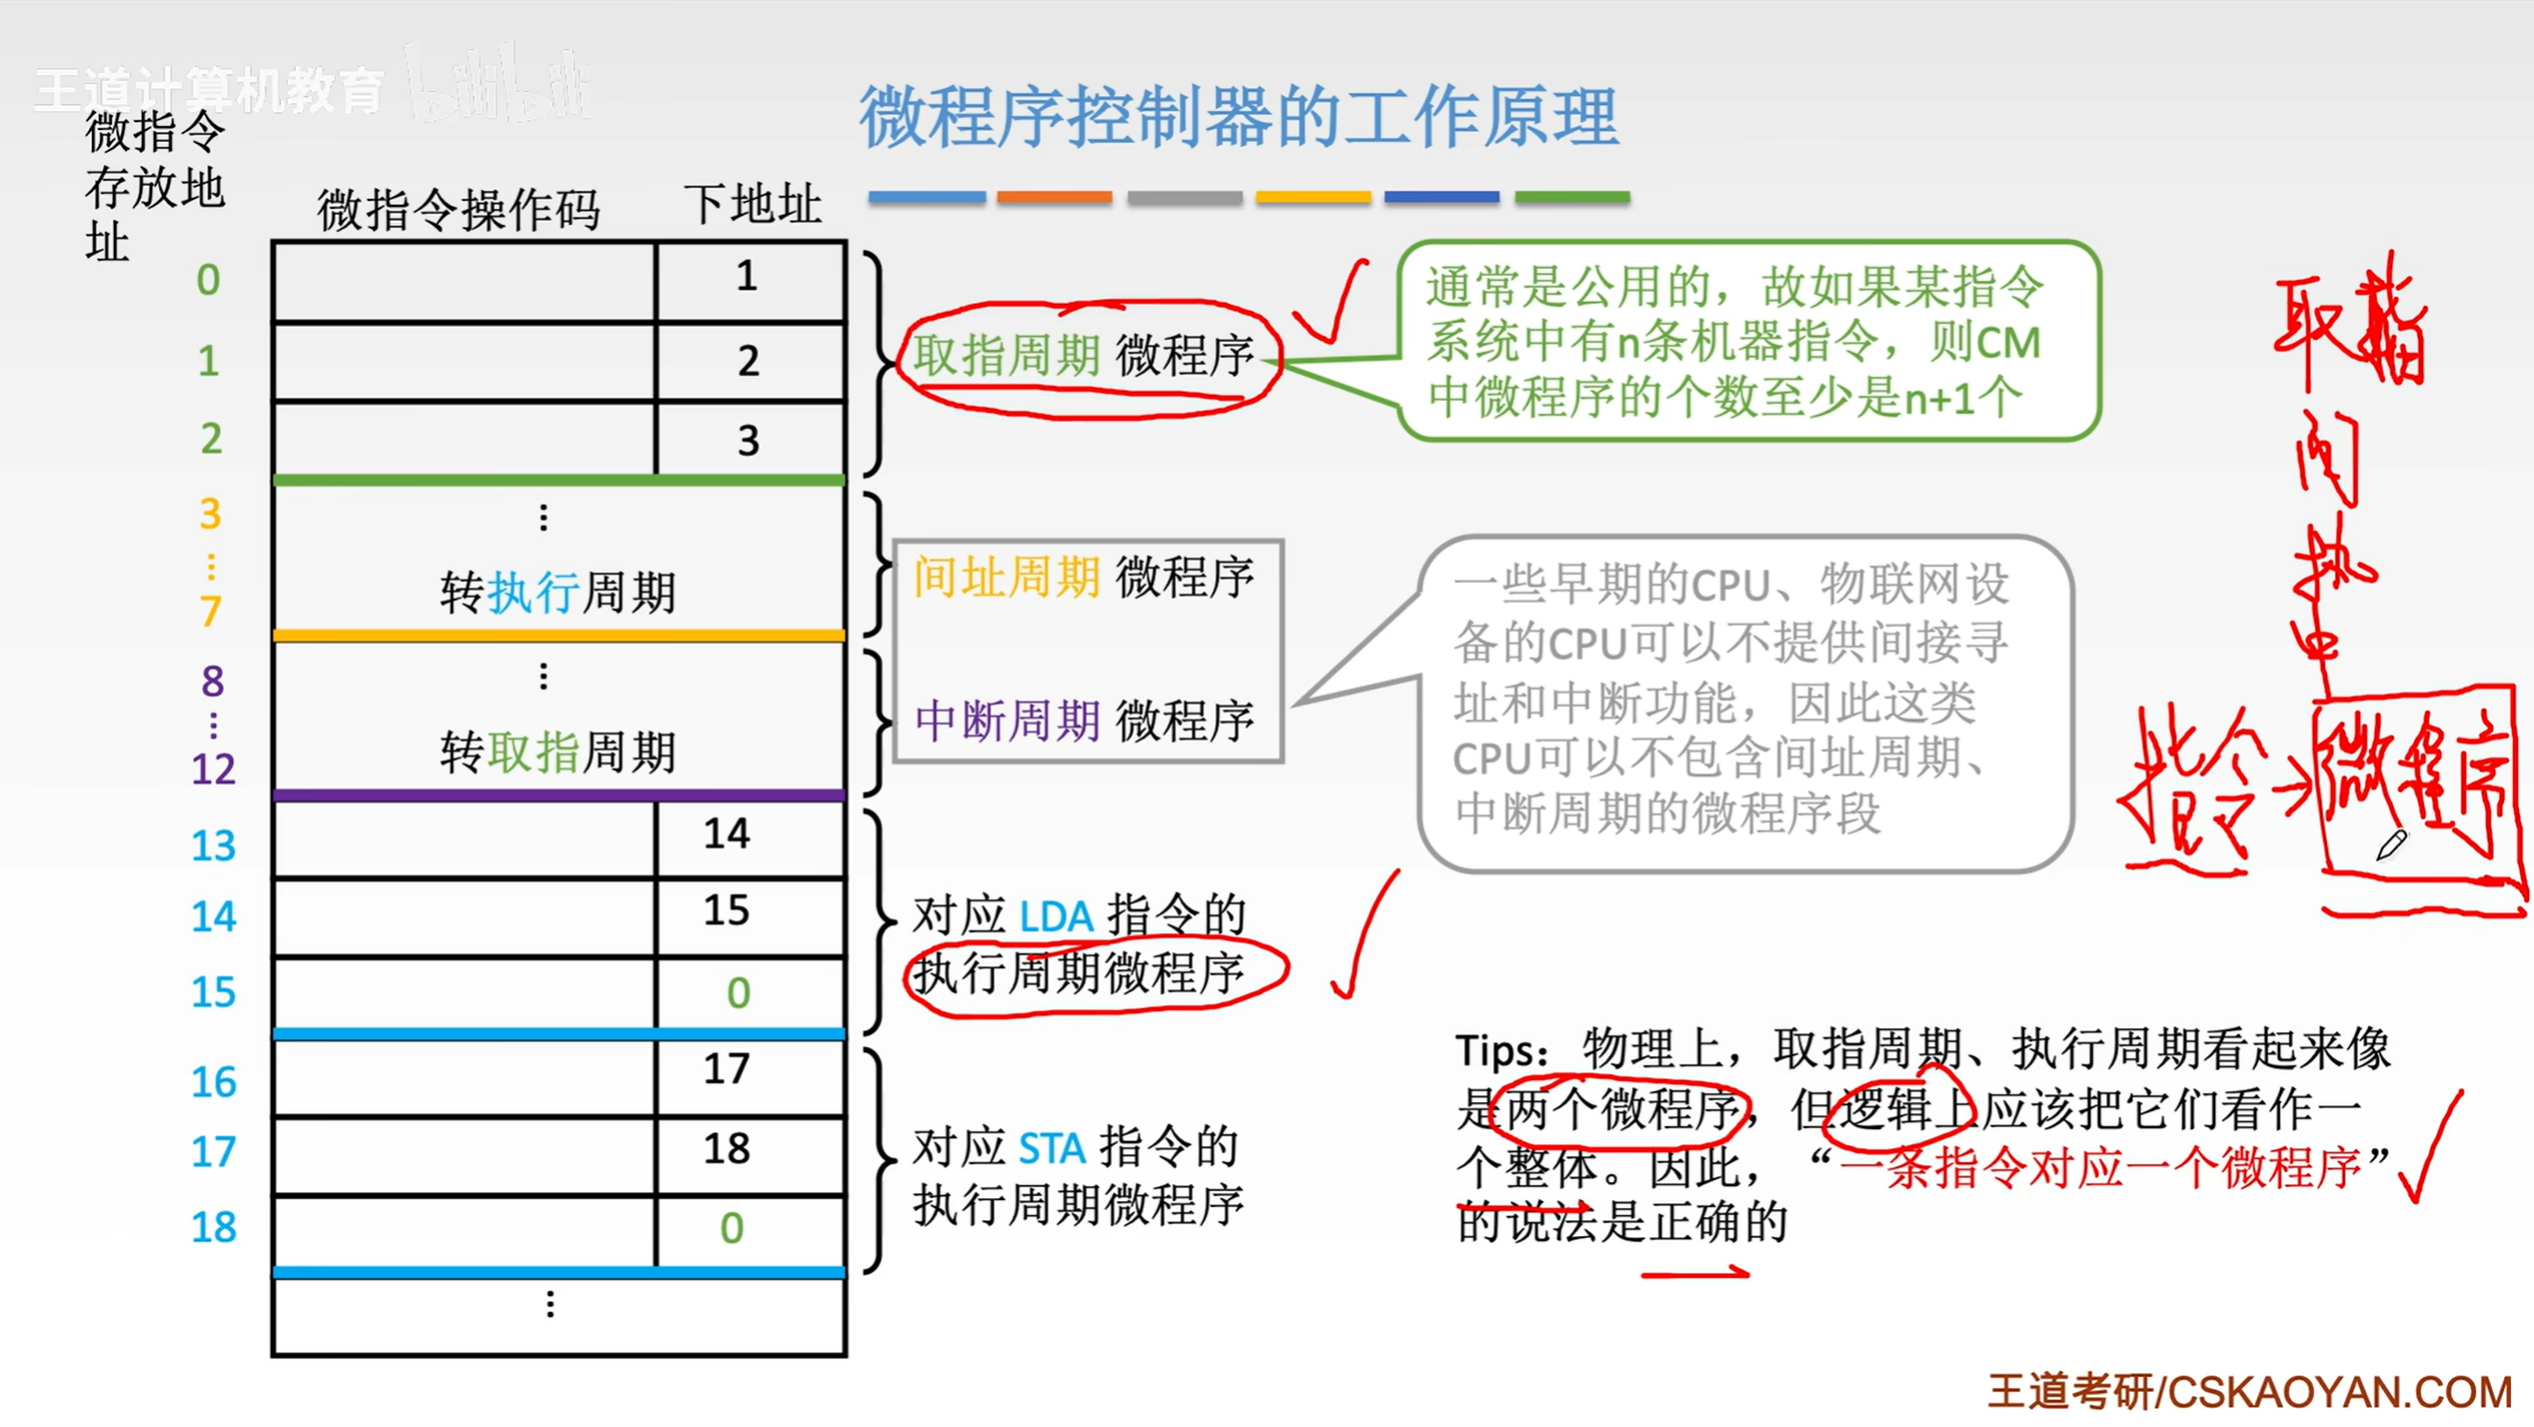 王道计算机教育 bilibili
微程序控制器的工作原理
微指令
存放地
址
微指令操作码 下地址
0 1
1 2
2 3
取指周期 微程序
通常是公用的，故如果某指令
系统中有n条机器指令，则CM
中微程序的个数至少是n+1个
3
⋮
7
⋮
转执行周期
间址周期 微程序
8
⋮
12
⋮
转取指周期
中断周期 微程序
一些早期的CPU、物联网设
备的CPU可以不提供间接寻
址和中断功能，因此这类
CPU可以不包含间址周期、
中断周期的微程序段
13 14
14 15
15 0
对应 LDA 指令的
执行周期微程序
16 17
17 18
18 0
对应 STA 指令的
执行周期微程序
⋮
取指
间
执
中
指令→微程序
Tips：物理上，取指周期、执行周期看起来像
是两个微程序，但逻辑上应该把它们看作一
个整体。因此，“一条指令对应一个微程序”
的说法是正确的
王道考研/CSKAOYAN.COM